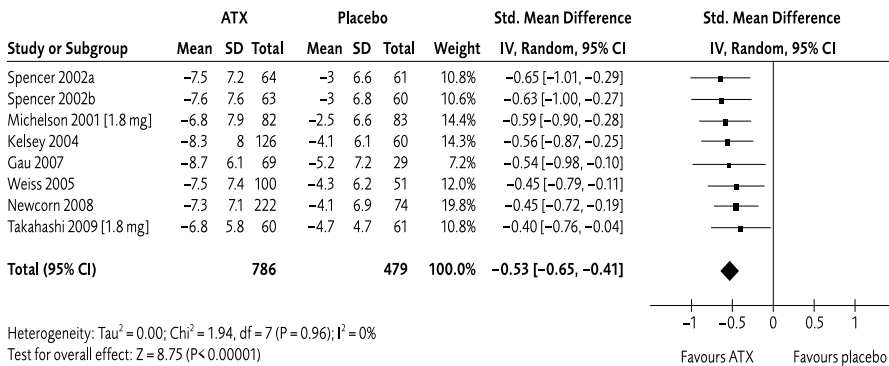 ATX Placebo Std. Mean Difference Std. Mean Difference
Study or Subgroup Mean SD Total Mean SD Total Weight IV, Random, 95% CI IV, Random, 95% CI
Spencer 2002a −7.5 7.2 64 −3 6.6 61 10.8% −0.65 [−1.01, −0.29]
Spencer 2002b −7.6 7.6 63 −3 6.8 60 10.6% −0.63 [−1.00, −0.27]
Michelson 2001 [1.8 mg] −6.8 7.9 82 −2.5 6.6 83 14.4% −0.59 [−0.90, −0.28]
Kelsey 2004 −8.3 8 126 −4.1 6.1 60 14.0% −0.56 [−0.87, −0.25]
Gau 2007 −8.7 6.1 69 −5.2 7.2 29 7.2% −0.54 [−0.98, −0.10]
Weiss 2005 −7.5 7.4 100 −4.3 6.2 51 12.0% −0.45 [−0.79, −0.11]
Newcorn 2008 −7.3 7.1 222 −4.1 6.9 74 19.8% −0.45 [−0.72, −0.19]
Takahashi 2009 [1.8 mg] −6.8 5.8 60 −4.7 4.7 61 10.8% −0.40 [−0.76, −0.04]
Total (95% CI) 786 479 100.0% −0.53 [−0.65, −0.41]
Heterogeneity: Tau² = 0.00; Chi² = 1.94, df = 7 (P = 0.96); I² = 0%
Test for overall effect: Z = 8.75 (P< 0.00001)
−1 −0.5 0 0.5 1
Favours ATX Favours placebo